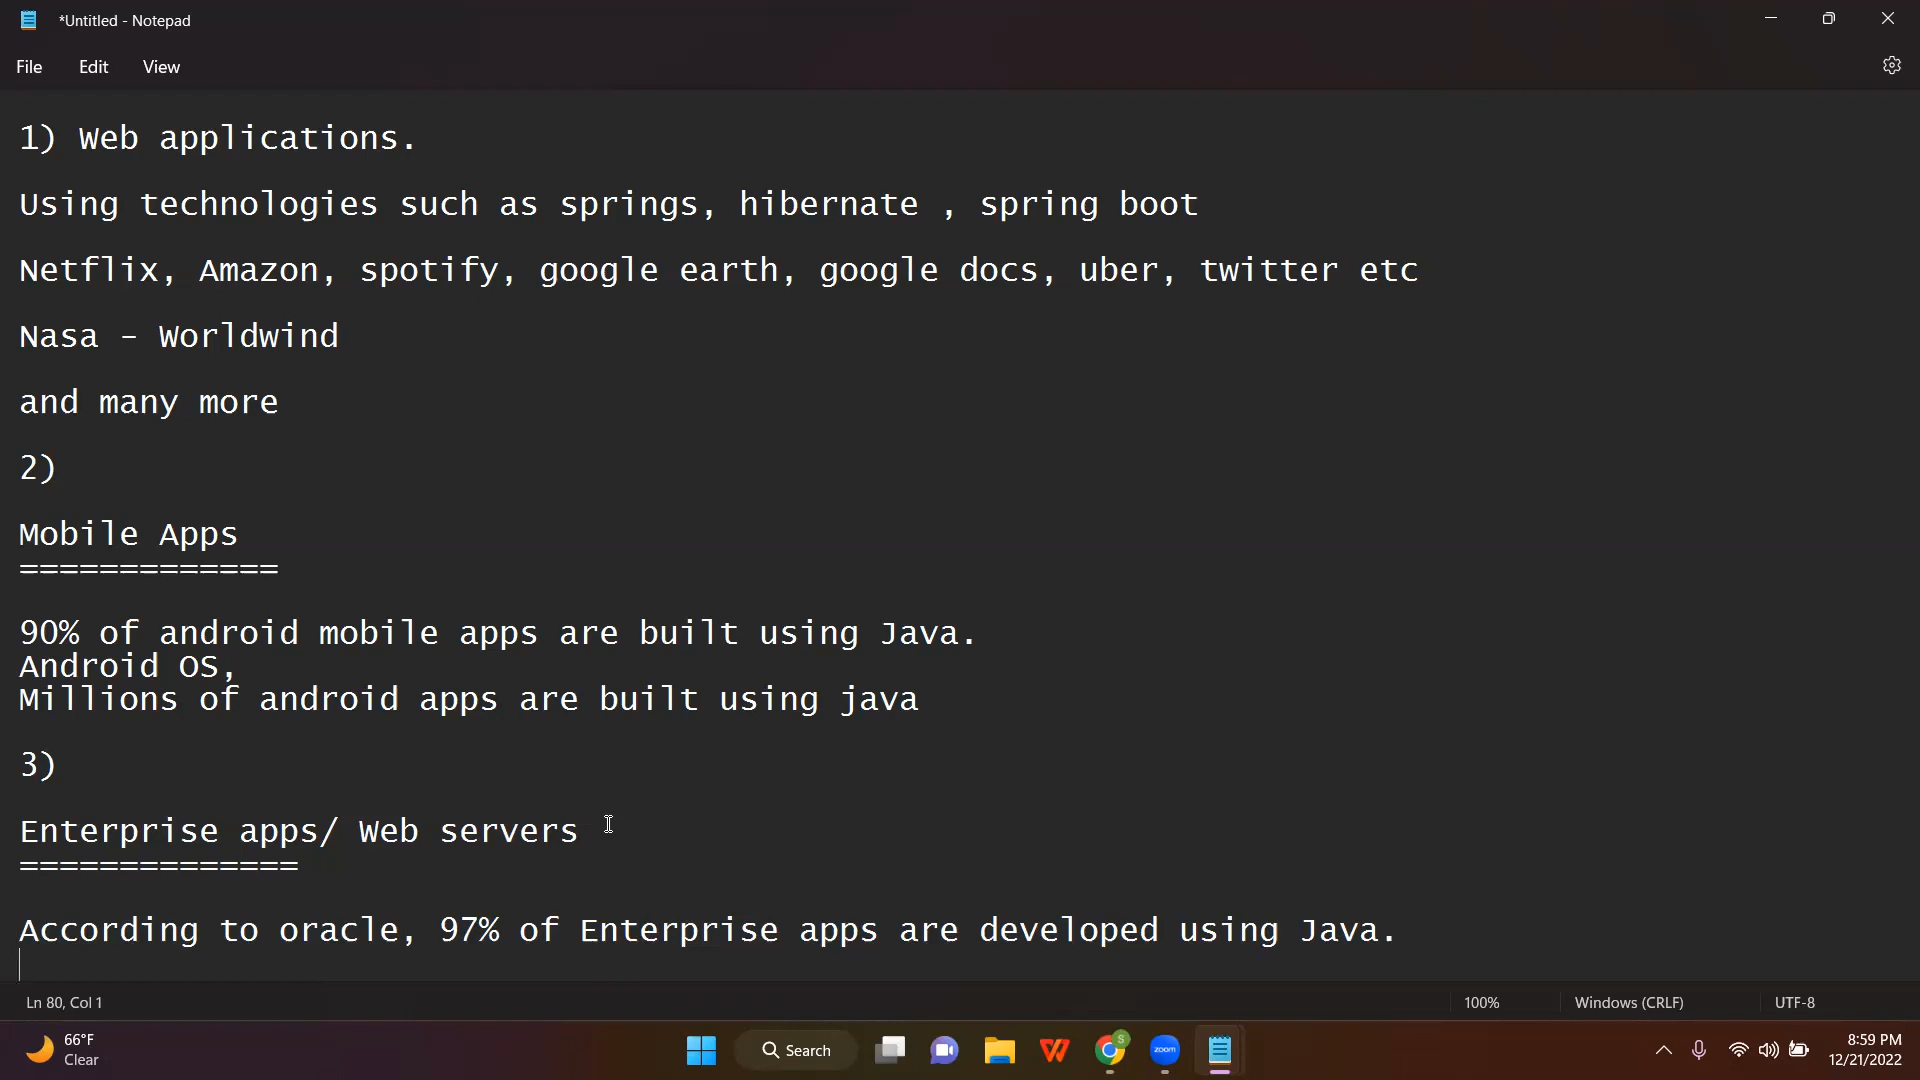 *Untitled - Notepad
File Edit View
1) Web applications.
Using technologies such as springs, hibernate , spring boot
Netflix, Amazon, spotify, google earth, google docs, uber, twitter etc
Nasa - Worldwind
and many more
2)
Mobile Apps
=============
90% of android mobile apps are built using Java.
Android OS,
Millions of android apps are built using java
3)
Enterprise apps/ Web servers
==============
According to oracle, 97% of Enterprise apps are developed using Java.
Ln 80, Col 1 100% Windows (CRLF) UTF-8
66°F
Clear
Search
S
zoom
8:59 PM
12/21/2022